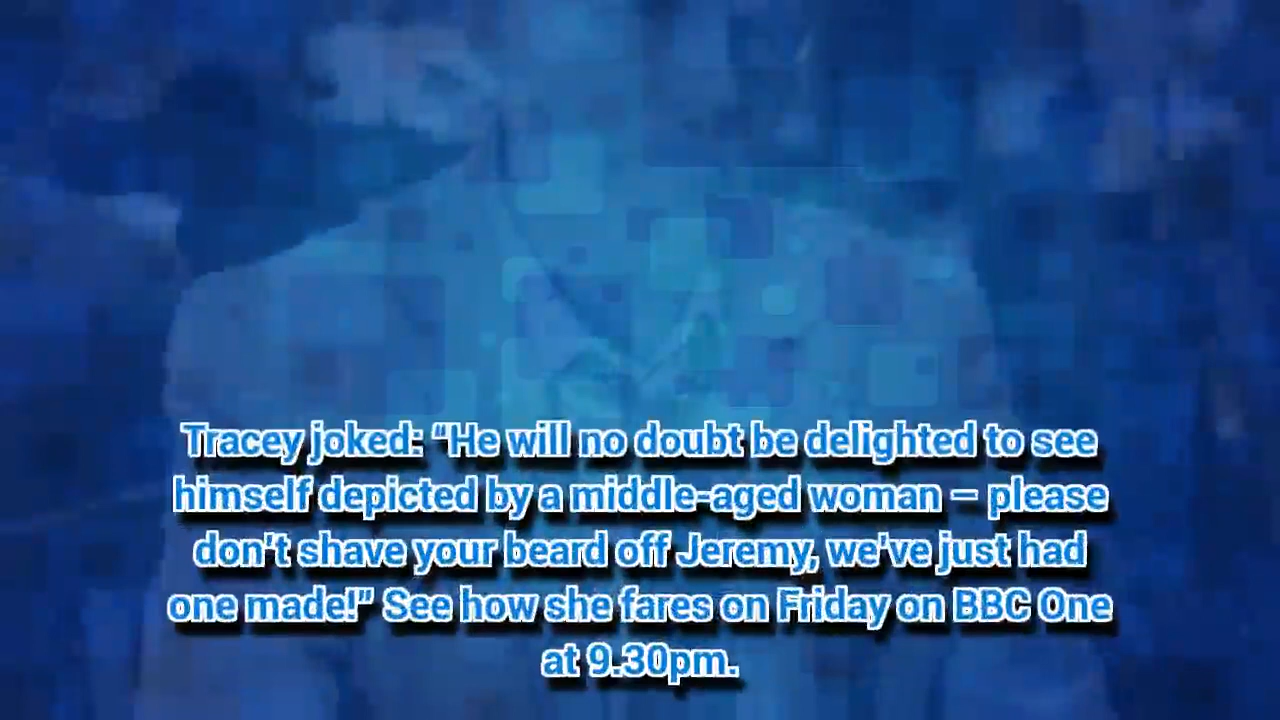 Tracey joked: “He will no doubt be delighted to see
himself depicted by a middle-aged woman – please
don’t shave your beard off Jeremy, we’ve just had
one made!” See how she fares on Friday on BBC One
at 9.30pm.